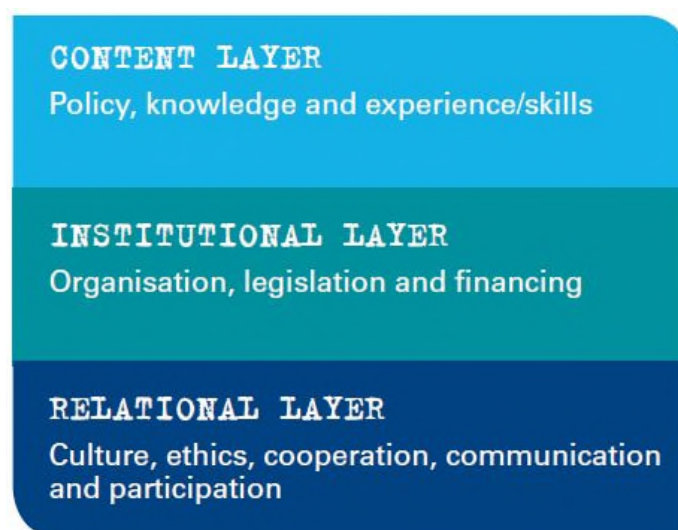 CONTENT LAYER
Policy, knowledge and experience/skills
INSTITUTIONAL LAYER
Organisation, legislation and financing
RELATIONAL LAYER
Culture, ethics, cooperation, communication
and participation